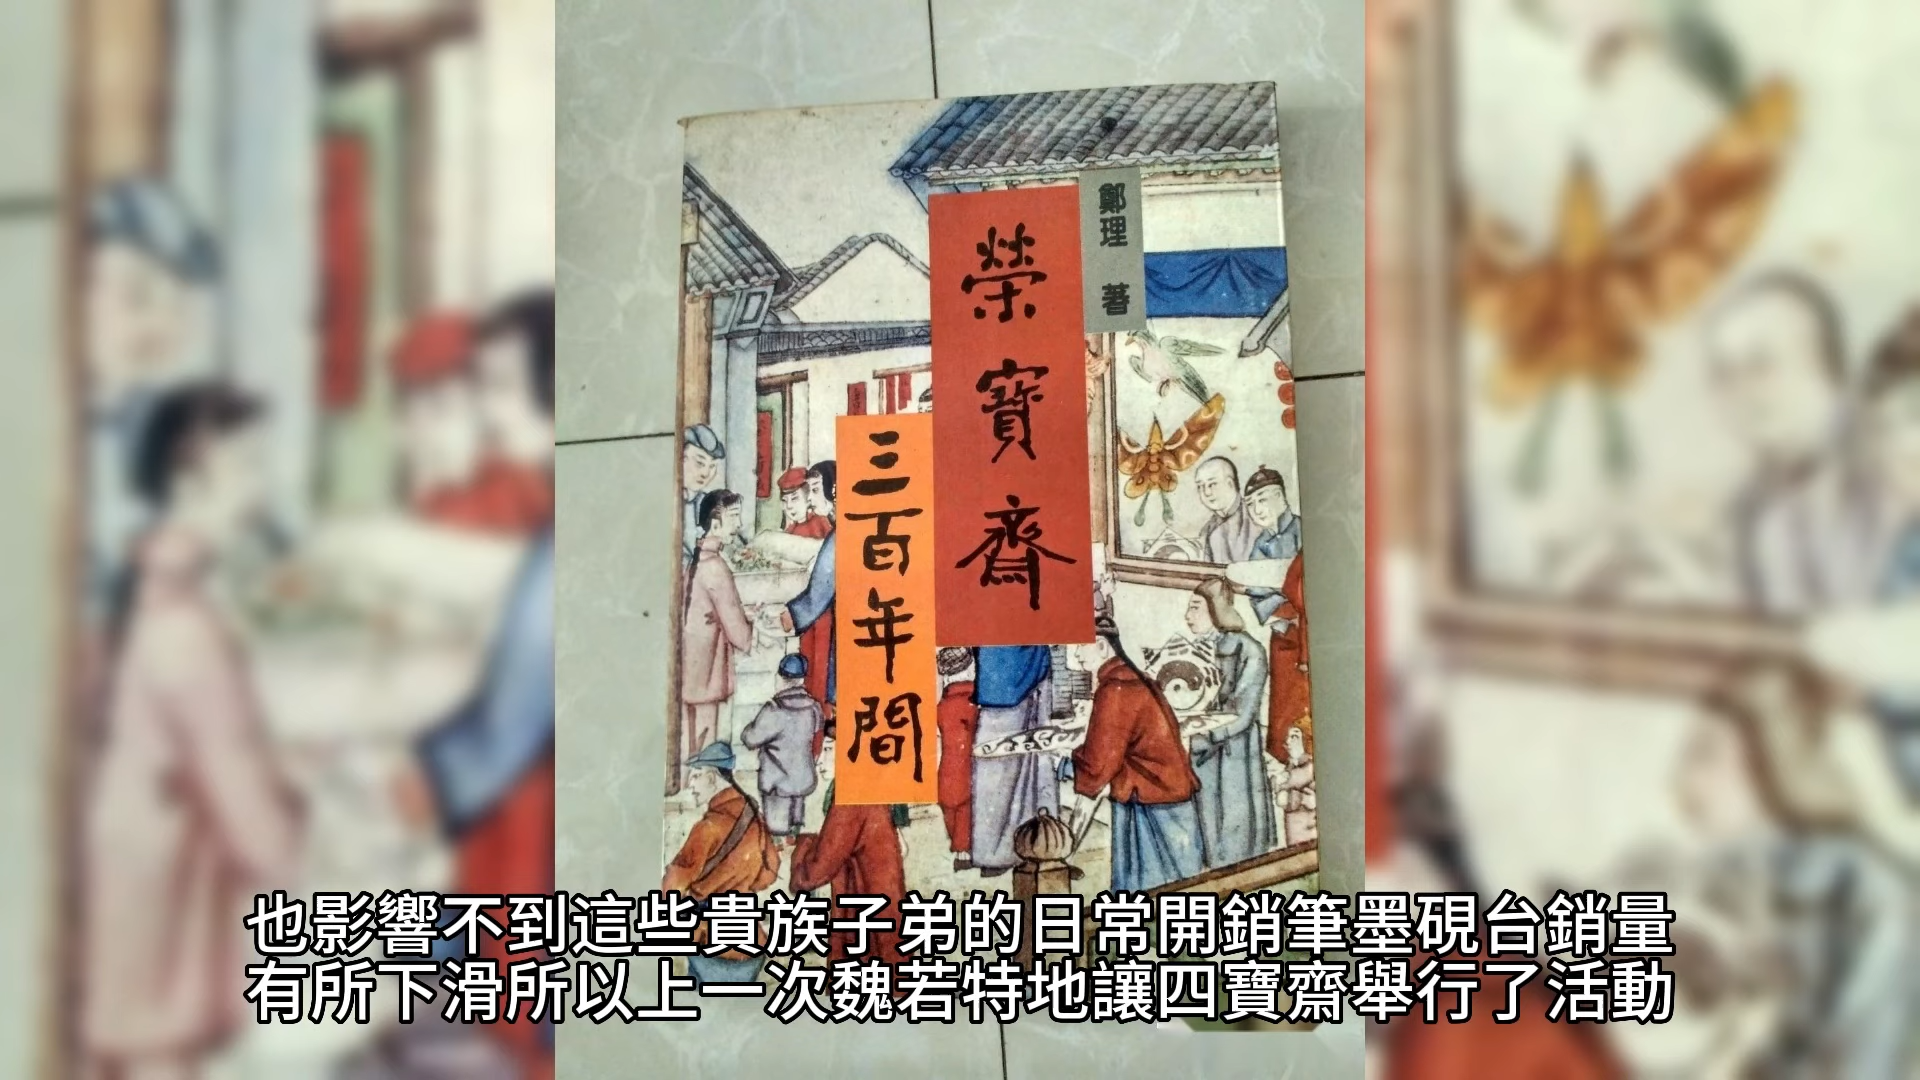 鄭理 著
榮寶齋
三百年間
也影響不到這些貴族子弟的日常開銷筆墨硯台銷量
有所下滑所以上一次魏若特地讓四寶齋舉行了活動